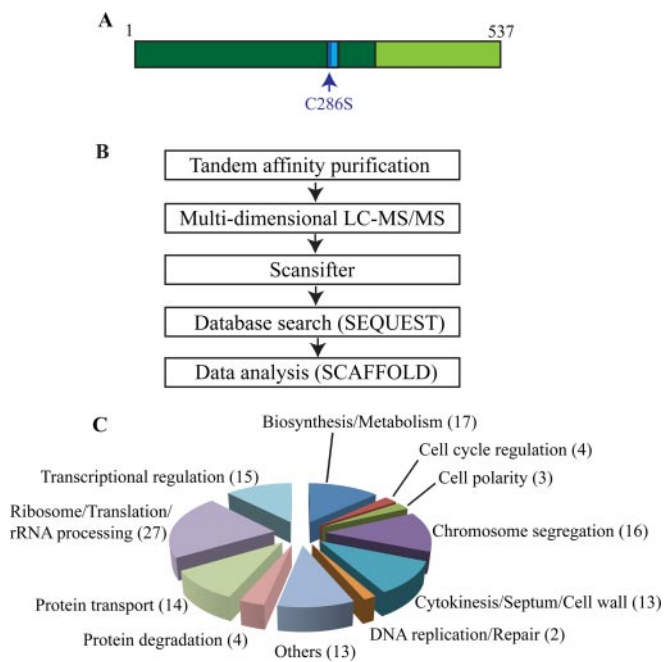 A
1
537
C286S
B
Tandem affinity purification
Multi-dimensional LC-MS/MS
Scansifter
Database search (SEQUEST)
Data analysis (SCAFFOLD)
C
Biosynthesis/Metabolism (17)
Cell cycle regulation (4)
Cell polarity (3)
Chromosome segregation (16)
Cytokinesis/Septum/Cell wall (13)
DNA replication/Repair (2)
Others (13)
Protein degradation (4)
Protein transport (14)
Ribosome/Translation/
rRNA processing (27)
Transcriptional regulation (15)